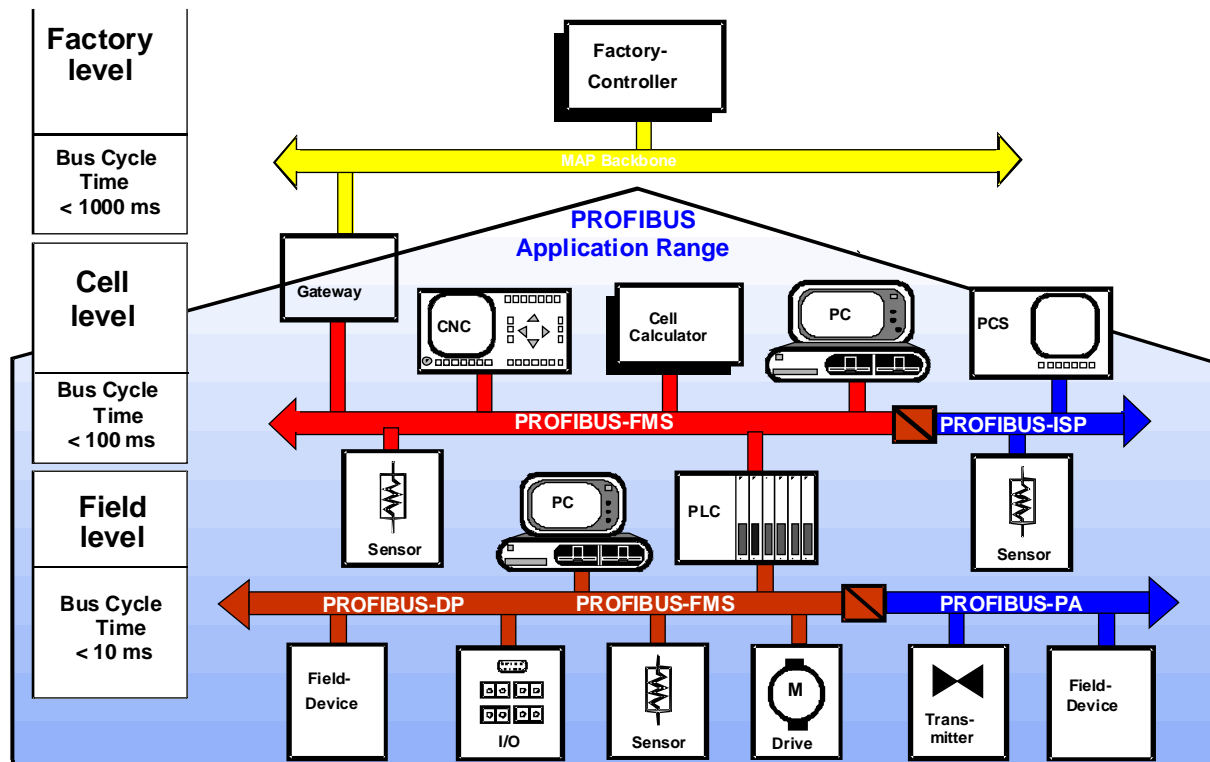 Factory
level
Bus Cycle
Time
< 1000 ms
Cell
level
Bus Cycle
Time
< 100 ms
Field
level
Bus Cycle
Time
< 10 ms
Factory-
Controller
MAP Backbone
PROFIBUS
Application Range
Gateway
CNC
Cell
Calculator
PC
PCS
PROFIBUS-FMS
PROFIBUS-ISP
Sensor
PC
PLC
Sensor
PROFIBUS-DP
PROFIBUS-FMS
PROFIBUS-PA
Field-
Device
I/O
Sensor
M
Drive
Trans-
mitter
Field-
Device